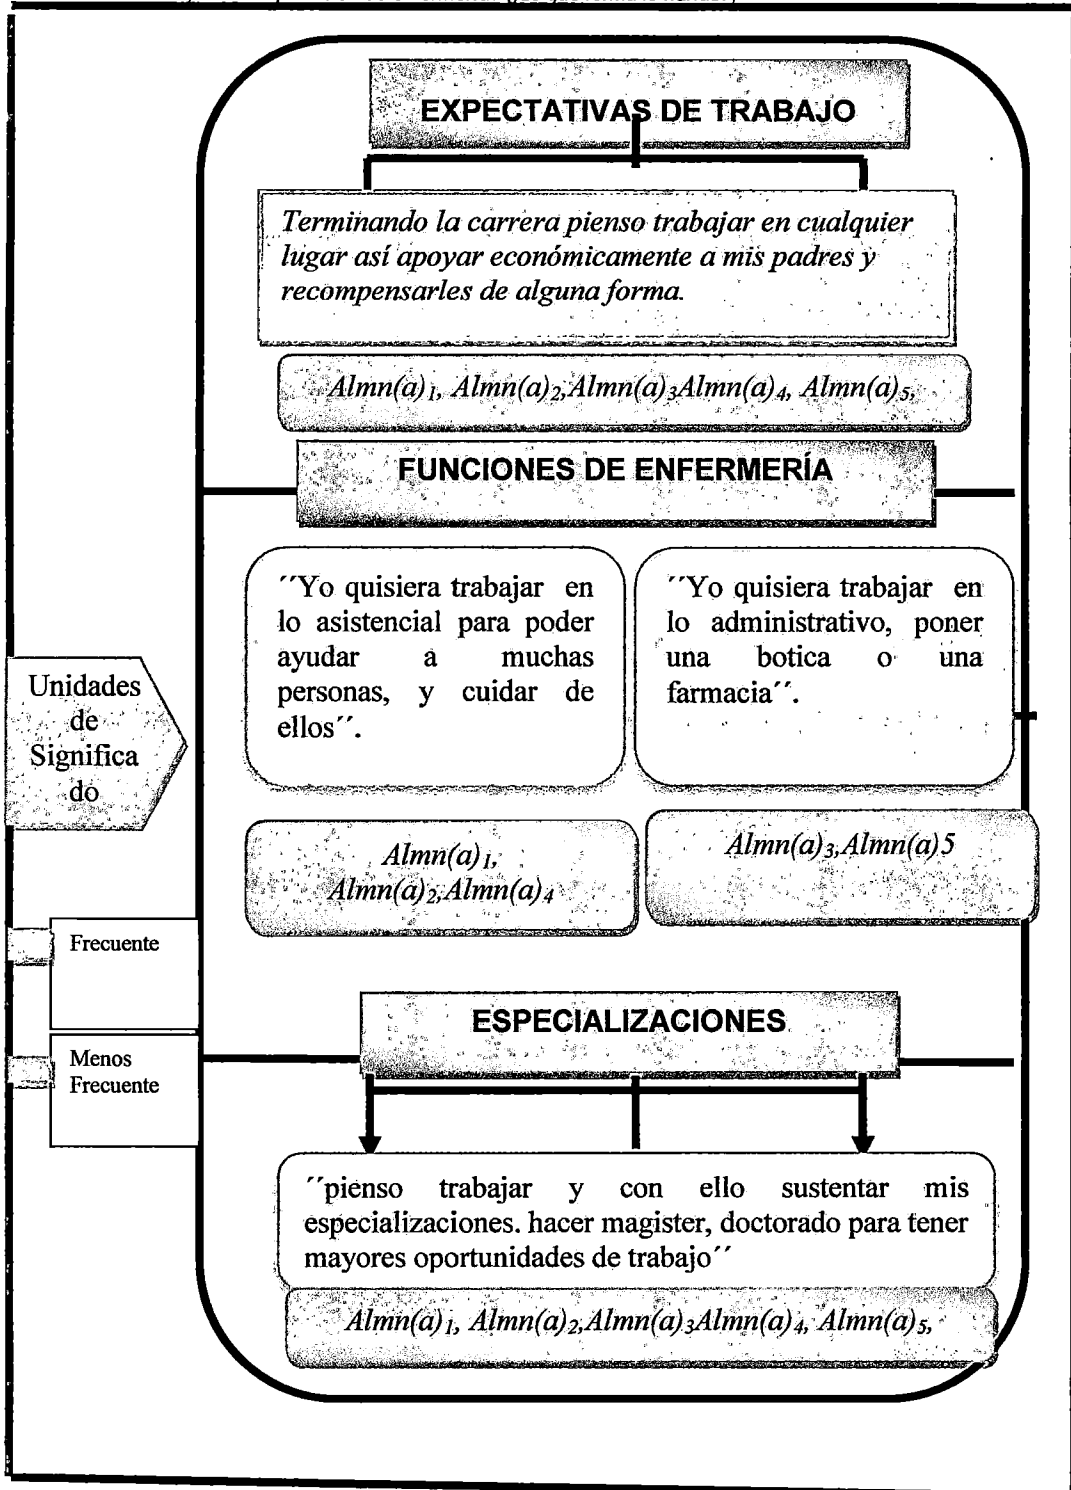 EXPECTATIVAS DE TRABAJO
Terminando la carrera pienso trabajar en cualquier
lugar así apoyar económicamente a mis padres y
recompensarles de alguna forma.
Almn(a)1, Almn(a)2,Almn(a)3Almn(a)4, Almn(a)5,
FUNCIONES DE ENFERMERÍA
´´Yo quisiera trabajar en
lo asistencial para poder
ayudar a muchas
personas, y cuidar de
ellos´´.
´´Yo quisiera trabajar en
lo administrativo, poner
una botica o una
farmacia´´.
Unidades
de
Significa
do
Almn(a)1,
Almn(a)2,Almn(a)4
Almn(a)3,Almn(a)5
Frecuente
Menos
Frecuente
ESPECIALIZACIONES
´´pienso trabajar y con ello sustentar mis
especializaciones. hacer magister, doctorado para tener
mayores oportunidades de trabajo´´
Almn(a)1, Almn(a)2,Almn(a)3Almn(a)4, Almn(a)5,